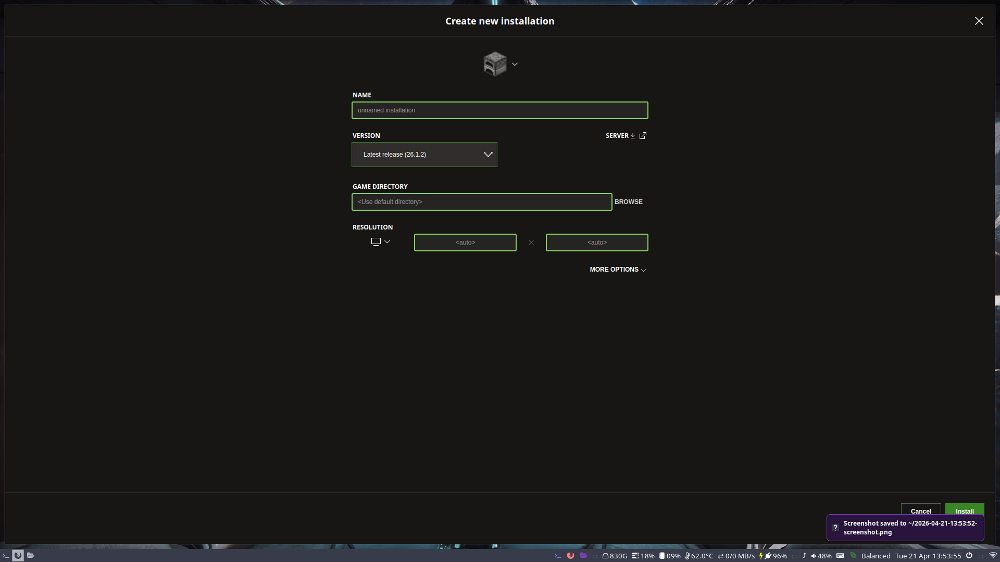 Create new installation
NAME
unnamed installation
VERSION
SERVER
Latest release (26.1.2)
GAME DIRECTORY
<Use default directory>
BROWSE
RESOLUTION
<auto>
<auto>
MORE OPTIONS
Cancel
Install
Screenshot saved to ~/2026-04-21-13:53:52-
screenshot.png
830G 18% 09% 62.0°C 0/0 MB/s 96% 48% Balanced Tue 21 Apr 13:53:55